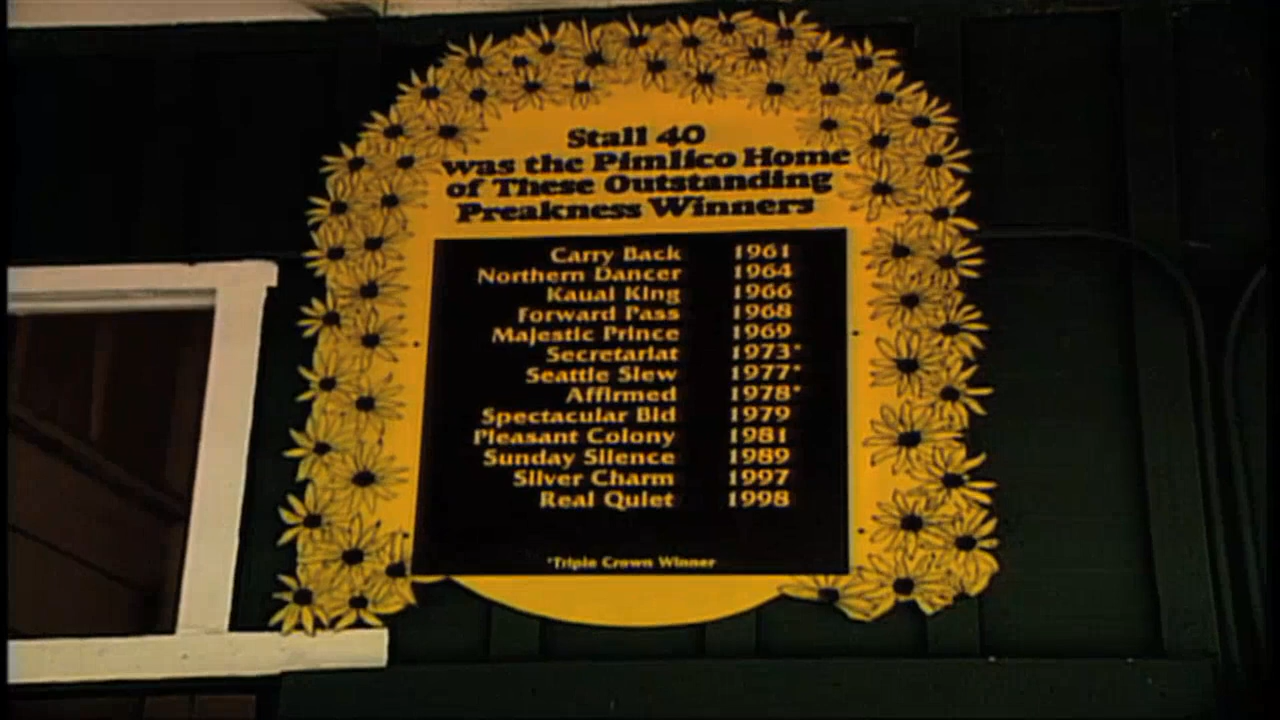 Stall 40
was the Pimlico Home
of These Outstanding
Preakness Winners
Carry Back 1961
Northern Dancer 1964
Kauai King 1966
Forward Pass 1968
Majestic Prince 1969
Secretariat 1973*
Seattle Slew 1977*
Affirmed 1978*
Spectacular Bid 1979
Pleasant Colony 1981
Sunday Silence 1989
Silver Charm 1997
Real Quiet 1998
*Triple Crown Winner